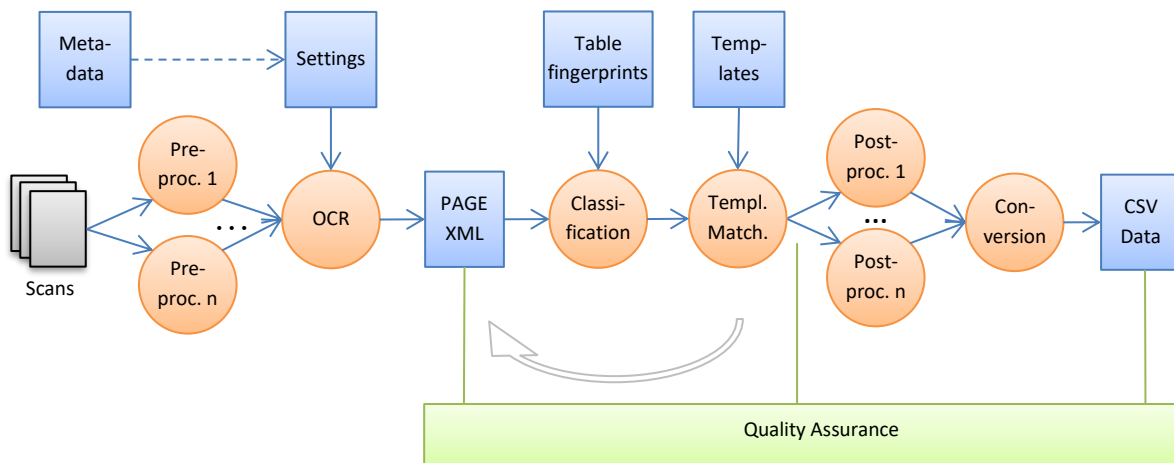 Meta-
data
Settings
Table
fingerprints
Temp-
lates
Pre-
proc. 1
...
Pre-
proc. n
Scans
OCR
PAGE
XML
Classi-
fication
Templ.
Match.
Post-
proc. 1
...
Post-
proc. n
Con-
version
CSV
Data
Quality Assurance